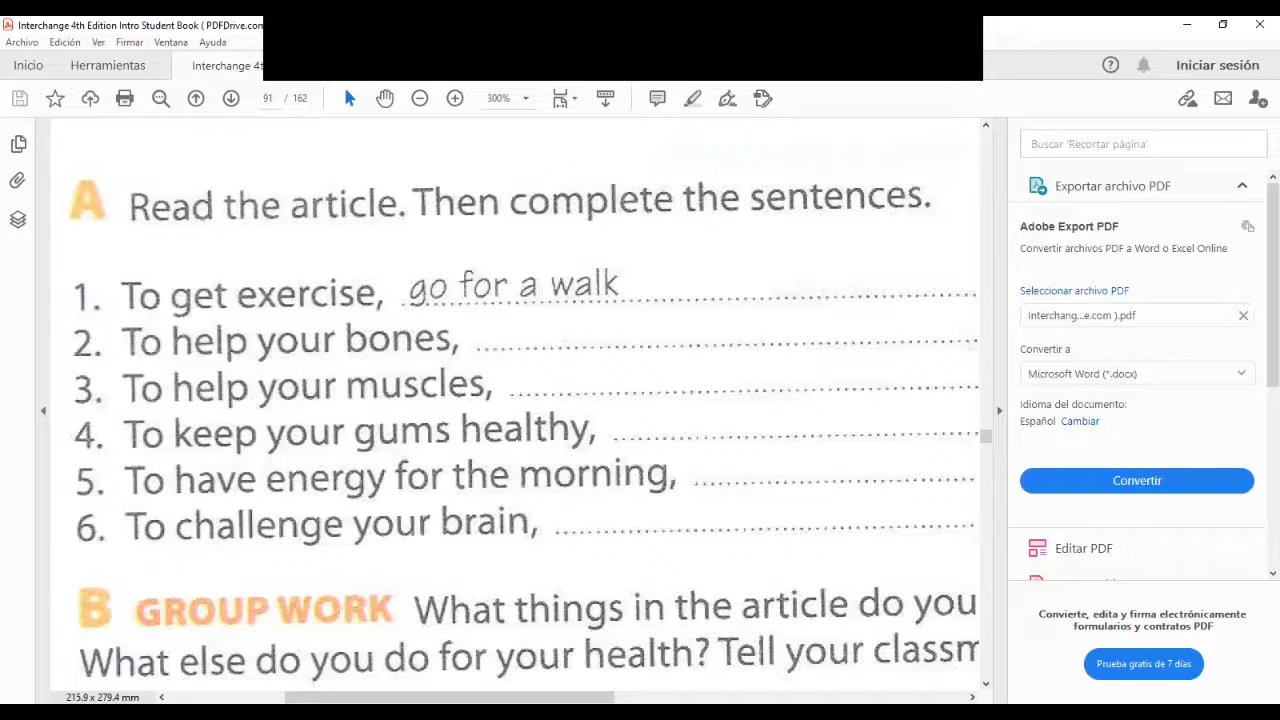 Interchange 4th Edition Intro Student Book ( PDFDrive.com
Archivo Edición Ver Firmar Ventana Ayuda
Inicio Herramientas Interchange 4th
Iniciar sesión
91 / 162 300%
Buscar 'Recortar página'
Exportar archivo PDF
Adobe Export PDF
Convertir archivos PDF a Word o Excel Online
Seleccionar archivo PDF
Interchang...e.com ).pdf
Convertir a
Microsoft Word (*.docx)
Idioma del documento:
Español Cambiar
Convertir
Editar PDF
Convierte, edita y firma electrónicamente
formularios y contratos PDF
Prueba gratis de 7 días
A Read the article. Then complete the sentences.
1. To get exercise, go for a walk
2. To help your bones,
3. To help your muscles,
4. To keep your gums healthy,
5. To have energy for the morning,
6. To challenge your brain,
B GROUP WORK What things in the article do you
What else do you do for your health? Tell your classm
215.9 x 279.4 mm